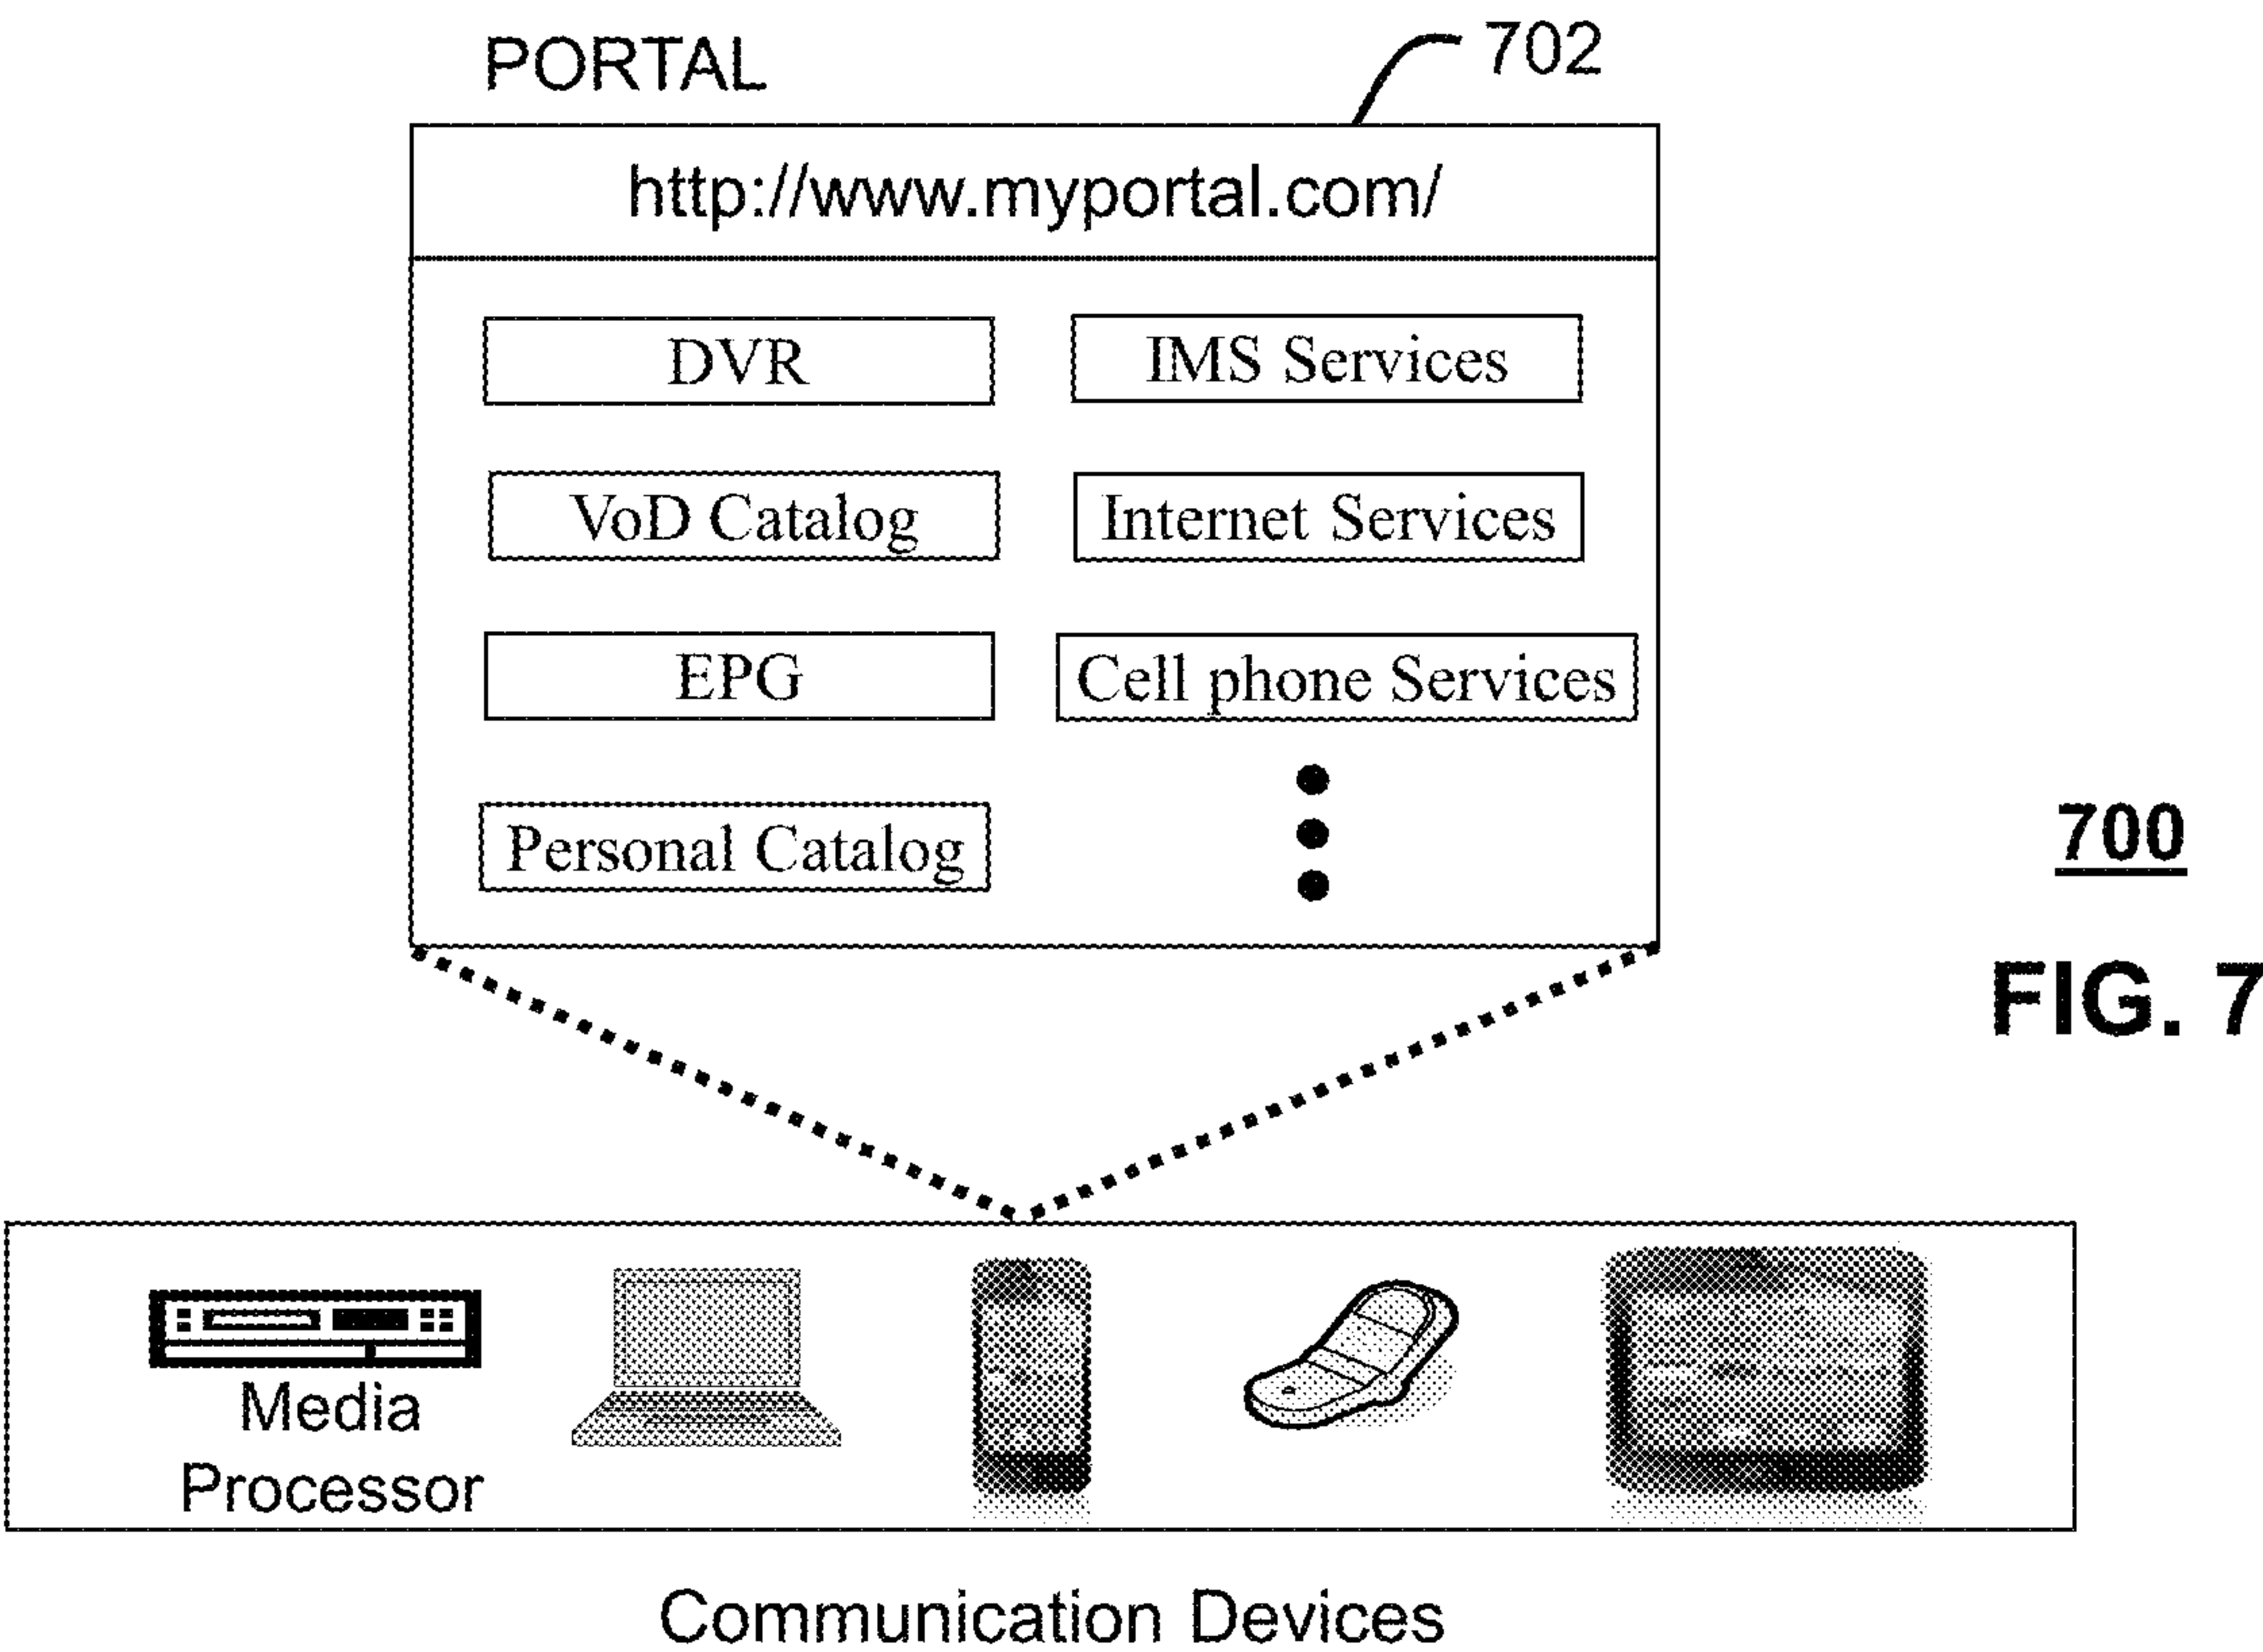 PORTAL
702
http://www.myportal.com/
DVR
IMS Services
VoD Catalog
Internet Services
EPG
Cell phone Services
Personal Catalog
700
FIG. 7
Media
Processor
Communication Devices